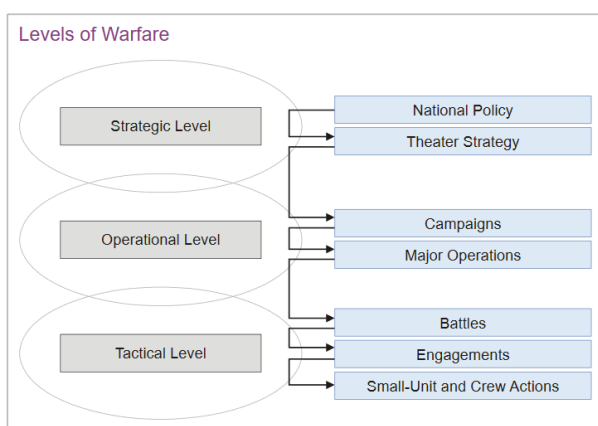 Levels of Warfare
Strategic Level
National Policy
Theater Strategy
Operational Level
Campaigns
Major Operations
Tactical Level
Battles
Engagements
Small-Unit and Crew Actions